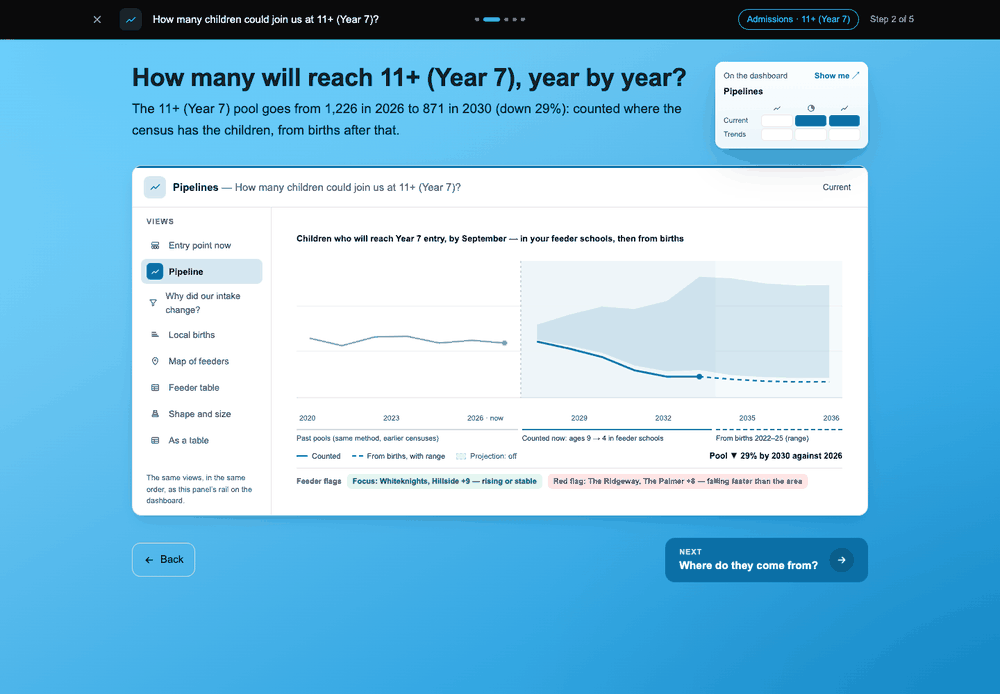 How many children could join us at 11+ (Year 7)?
Admissions · 11+ (Year 7)
Step 2 of 5
How many will reach 11+ (Year 7), year by year?
The 11+ (Year 7) pool goes from 1,226 in 2026 to 871 in 2030 (down 29%): counted where the
census has the children, from births after that.
On the dashboard
Show me
Pipelines
Current
Trends
Pipelines — How many children could join us at 11+ (Year 7)?
Current
VIEWS
Entry point now
Pipeline
Why did our intake
change?
Local births
Map of feeders
Feeder table
Shape and size
As a table
The same views, in the same
order, as this panel's rail on the
dashboard.
Children who will reach Year 7 entry, by September — in your feeder schools, then from births
2020 2023 2026 · now 2029 2032 2035 2036
Past pools (same method, earlier censuses) Counted now: ages 9 → 4 in feeder schools From births 2022–25 (range)
Counted From births, with range Projection: off
Pool ▼ 29% by 2030 against 2026
Feeder flags Focus: Whiteknights, Hillside +9 — rising or stable Red flag: The Ridgeway, The Palmer +8 — falling faster than the area
← Back
NEXT
Where do they come from? →